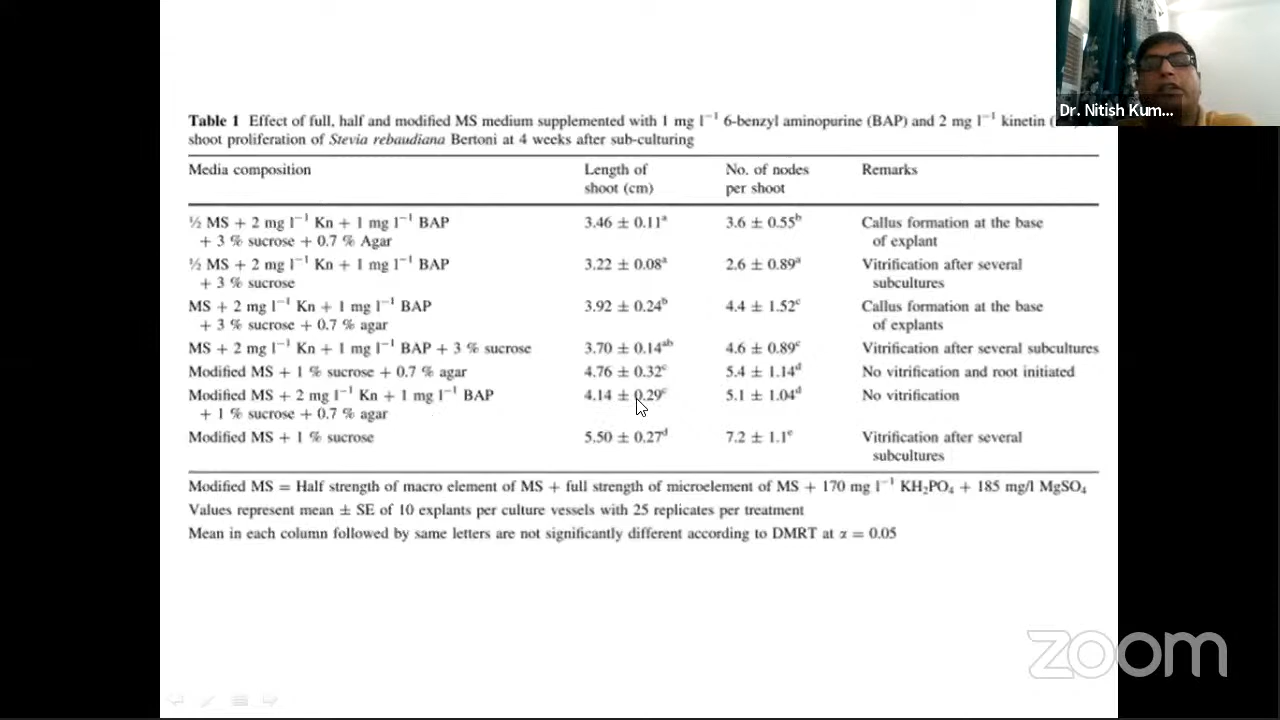 Dr. Nitish Kum...
Table 1 Effect of full, half and modified MS medium supplemented with 1 mg l⁻¹ 6-benzyl aminopurine (BAP) and 2 mg l⁻¹ kinetin (
shoot proliferation of Stevia rebaudiana Bertoni at 4 weeks after sub-culturing
Media composition Length of shoot (cm) No. of nodes per shoot Remarks
½ MS + 2 mg l⁻¹ Kn + 1 mg l⁻¹ BAP 3.46 ± 0.11ᵃ 3.6 ± 0.55ᵇ Callus formation at the base
+ 3 % sucrose + 0.7 % Agar of explant
½ MS + 2 mg l⁻¹ Kn + 1 mg l⁻¹ BAP 3.22 ± 0.08ᵃ 2.6 ± 0.89ᵃ Vitrification after several
+ 3 % sucrose subcultures
MS + 2 mg l⁻¹ Kn + 1 mg l⁻¹ BAP 3.92 ± 0.24ᵇ 4.4 ± 1.52ᶜ Callus formation at the base
+ 3 % sucrose + 0.7 % agar of explants
MS + 2 mg l⁻¹ Kn + 1 mg l⁻¹ BAP + 3 % sucrose 3.70 ± 0.14ᵃᵇ 4.6 ± 0.89ᶜ Vitrification after several subcultures
Modified MS + 1 % sucrose + 0.7 % agar 4.76 ± 0.32ᶜ 5.4 ± 1.14ᵈ No vitrification and root initiated
Modified MS + 2 mg l⁻¹ Kn + 1 mg l⁻¹ BAP 4.14 ± 0.29ᶜ 5.1 ± 1.04ᵈ No vitrification
+ 1 % sucrose + 0.7 % agar
Modified MS + 1 % sucrose 5.50 ± 0.27ᵈ 7.2 ± 1.1ᵉ Vitrification after several
subcultures
Modified MS = Half strength of macro element of MS + full strength of microelement of MS + 170 mg l⁻¹ KH₂PO₄ + 185 mg/l MgSO₄
Values represent mean ± SE of 10 explants per culture vessels with 25 replicates per treatment
Mean in each column followed by same letters are not significantly different according to DMRT at α = 0.05
zoom